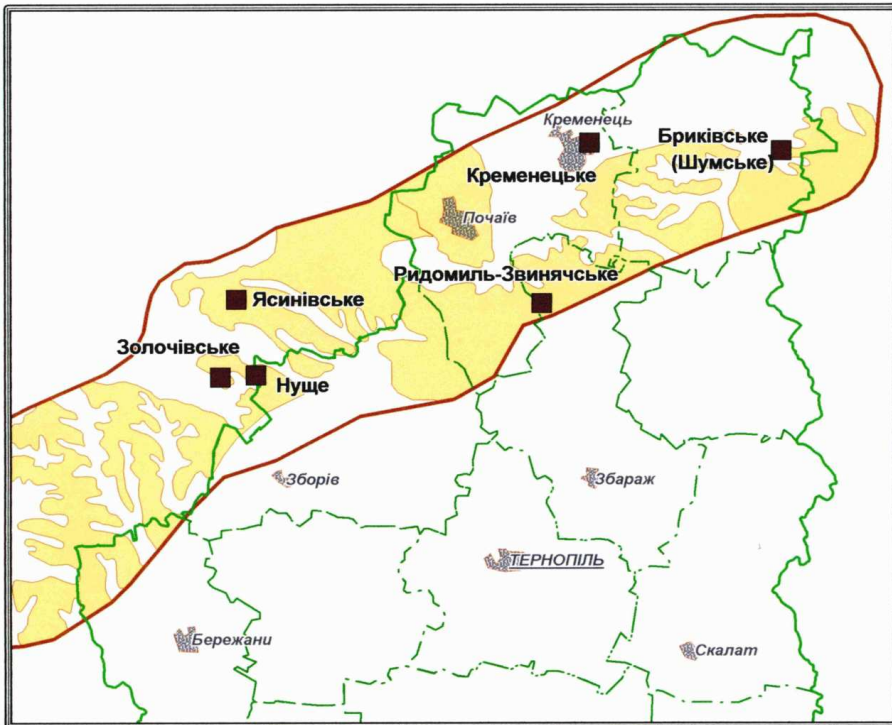 Кременець
Бриківське
(Шумське)
Кременецьке
Почаїв
Ридомиль-Звинячське
Ясинівське
Золочівське
Нуще
Зборів
Збараж
ТЕРНОПІЛЬ
Бережани
Скалат